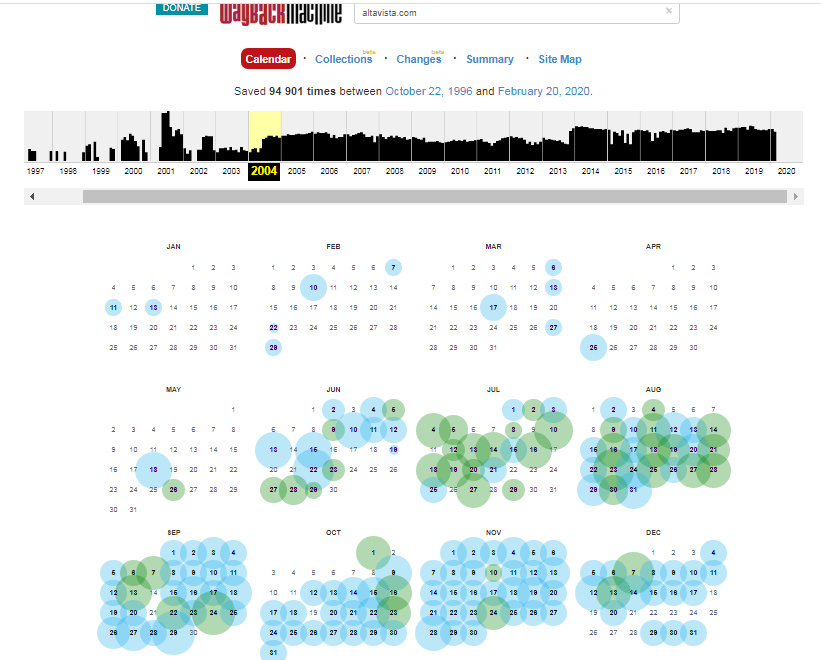 DONATE
WayBackMachine
altavista.com
Calendar · Collections beta · Changes beta · Summary · Site Map
Saved 94 901 times between October 22, 1996 and February 20, 2020.
1997 1998 1999 2000 2001 2002 2003 2004 2005 2006 2007 2008 2009 2010 2011 2012 2013 2014 2015 2016 2017 2018 2019 2020
JAN
1 2 3
4 5 6 7 8 9 10
11 12 13 14 15 16 17
18 19 20 21 22 23 24
25 26 27 28 29 30 31
FEB
1 2 3 4 5 6 7
8 9 10 11 12 13 14
15 16 17 18 19 20 21
22 23 24 25 26 27 28
29
MAR
1 2 3 4 5 6
7 8 9 10 11 12 13
14 15 16 17 18 19 20
21 22 23 24 25 26 27
28 29 30 31
APR
1 2 3
4 5 6 7 8 9 10
11 12 13 14 15 16 17
18 19 20 21 22 23 24
25 26 27 28 29 30
MAY
1
2 3 4 5 6 7 8
9 10 11 12 13 14 15
16 17 18 19 20 21 22
23 24 25 26 27 28 29
30 31
JUN
1 2 3 4 5
6 7 8 9 10 11 12
13 14 15 16 17 18 19
20 21 22 23 24 25 26
27 28 29 30
JUL
1 2 3
4 5 6 7 8 9 10
11 12 13 14 15 16 17
18 19 20 21 22 23 24
25 26 27 28 29 30 31
AUG
1 2 3 4 5 6 7
8 9 10 11 12 13 14
15 16 17 18 19 20 21
22 23 24 25 26 27 28
29 30 31
SEP
1 2 3 4
5 6 7 8 9 10 11
12 13 14 15 16 17 18
19 20 21 22 23 24 25
26 27 28 29 30
OCT
1 2
3 4 5 6 7 8 9
10 11 12 13 14 15 16
17 18 19 20 21 22 23
24 25 26 27 28 29 30
31
NOV
1 2 3 4 5 6
7 8 9 10 11 12 13
14 15 16 17 18 19 20
21 22 23 24 25 26 27
28 29 30
DEC
1 2 3 4
5 6 7 8 9 10 11
12 13 14 15 16 17 18
19 20 21 22 23 24 25
26 27 28 29 30 31